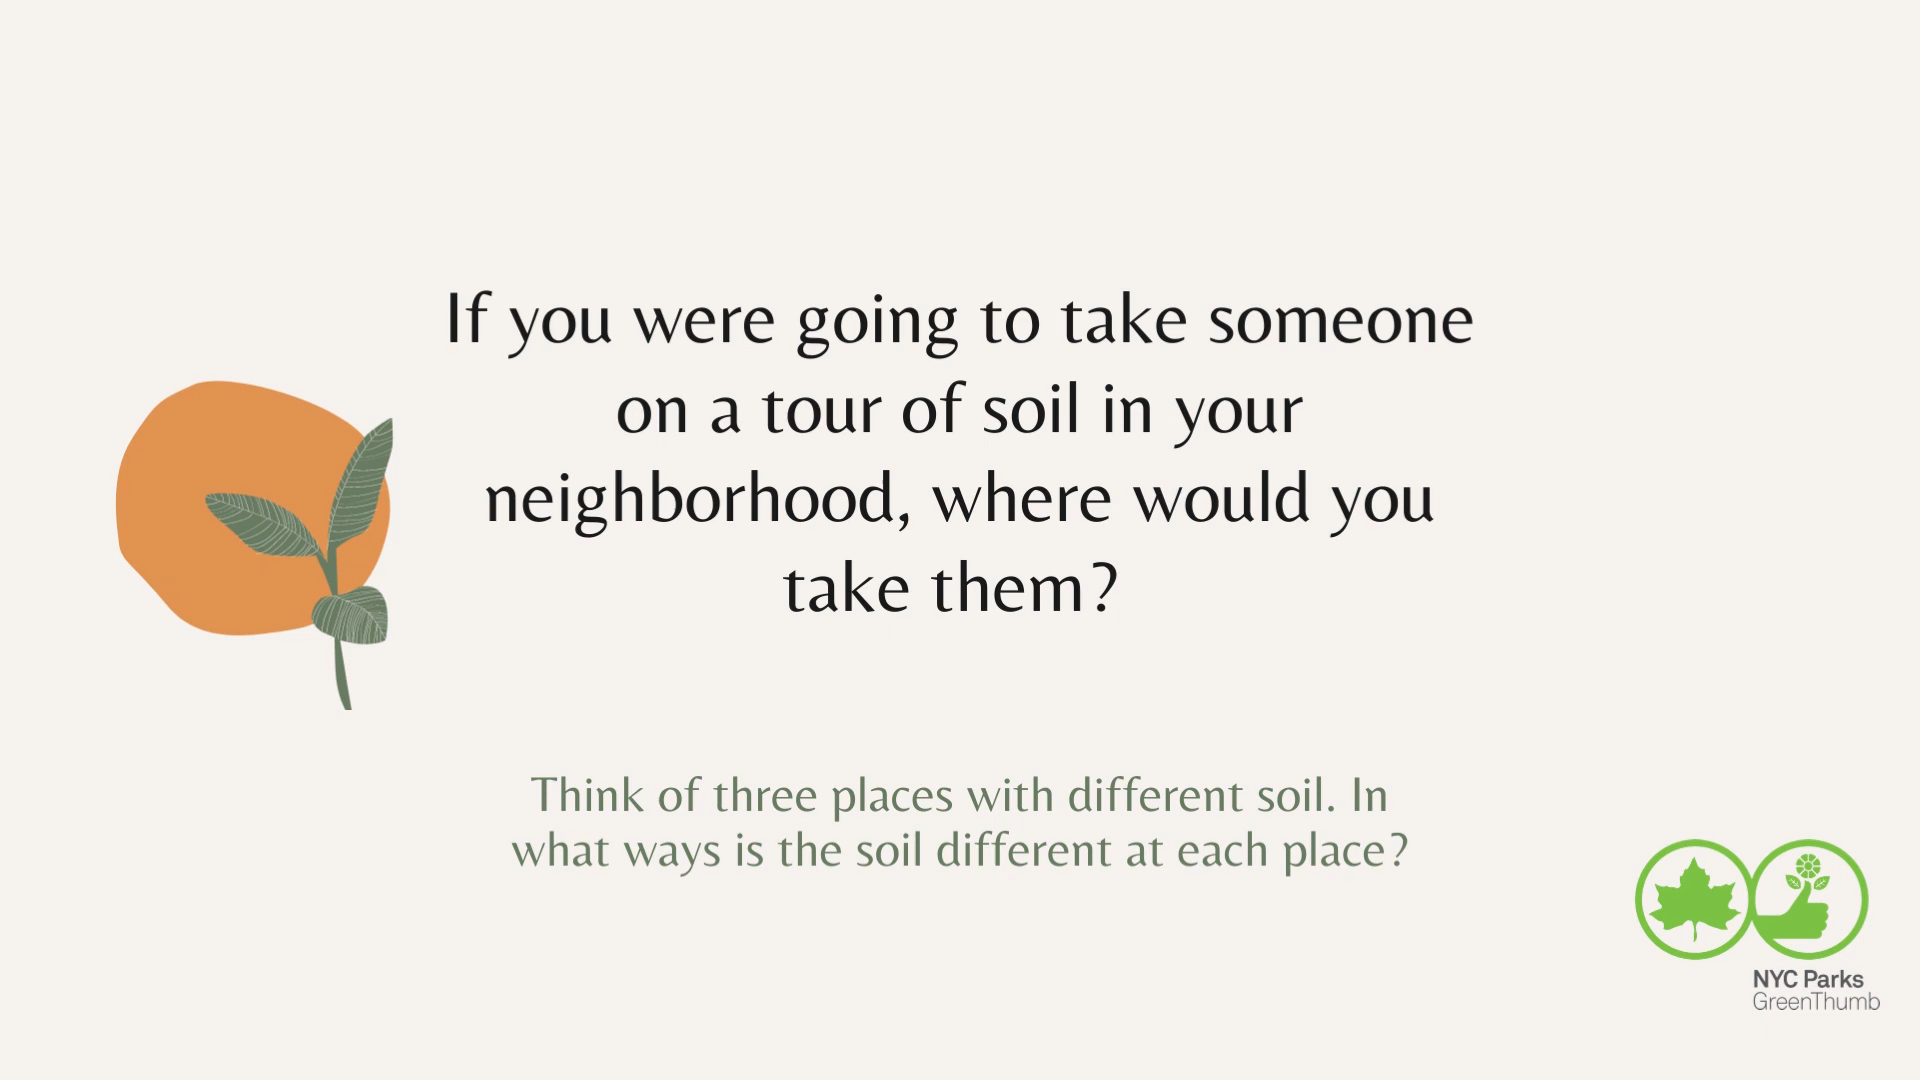 If you were going to take someone
on a tour of soil in your
neighborhood, where would you
take them?
Think of three places with different soil. In
what ways is the soil different at each place?
NYC Parks
GreenThumb